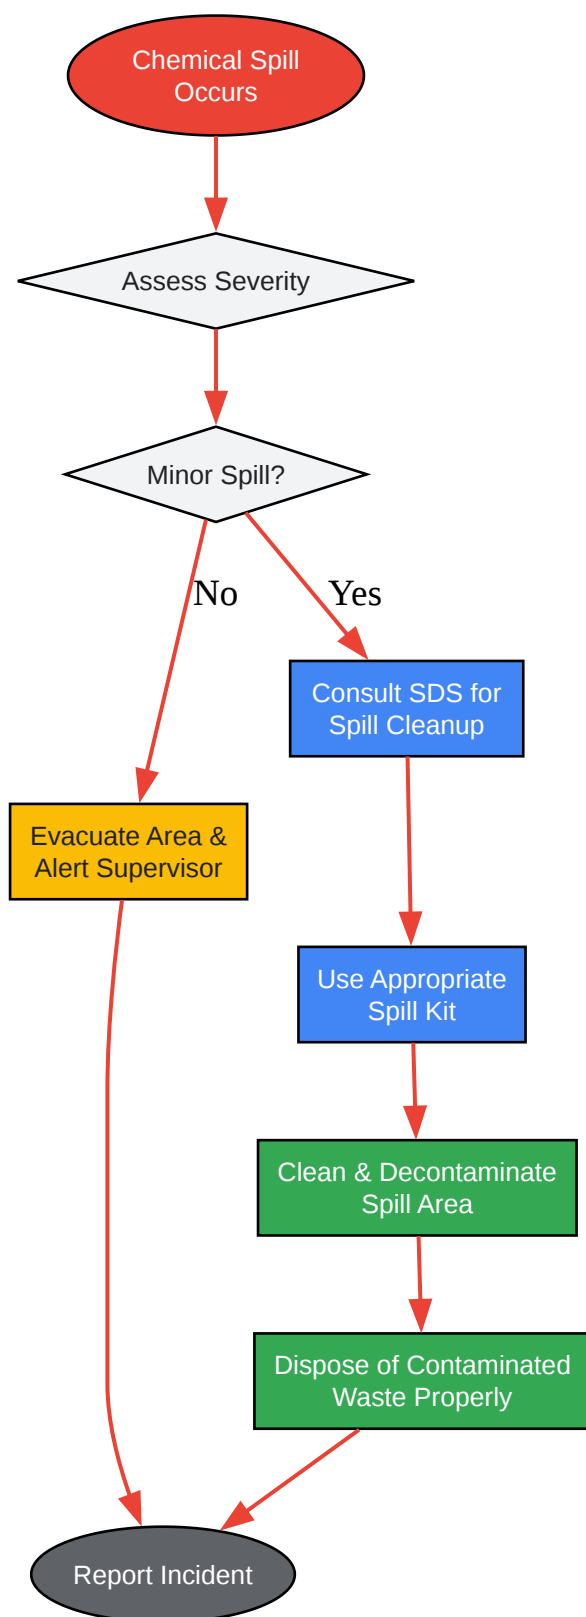 Chemical Spill
Occurs
Assess Severity
Minor Spill?
No
Yes
Consult SDS for
Spill Cleanup
Evacuate Area &
Alert Supervisor
Use Appropriate
Spill Kit
Clean & Decontaminate
Spill Area
Dispose of Contaminated
Waste Properly
Report Incident